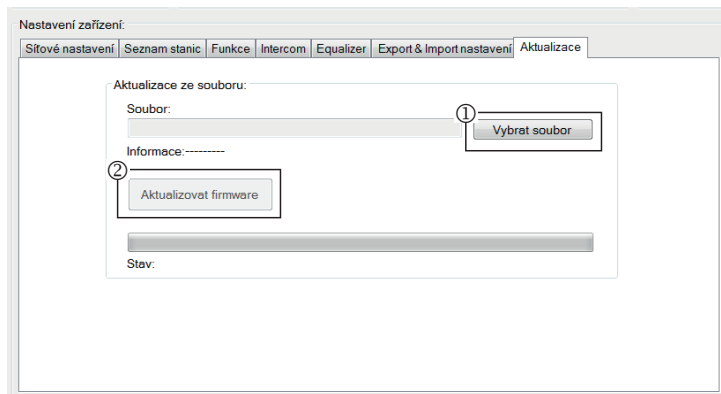 Nastavení zařízení:
Síťové nastavení Seznam stanic Funkce Intercom Equalizer Export & Import nastavení Aktualizace
Aktualizace ze souboru:
Soubor:
①
Vybrat soubor
Informace:---------
②
Aktualizovat firmware
Stav: